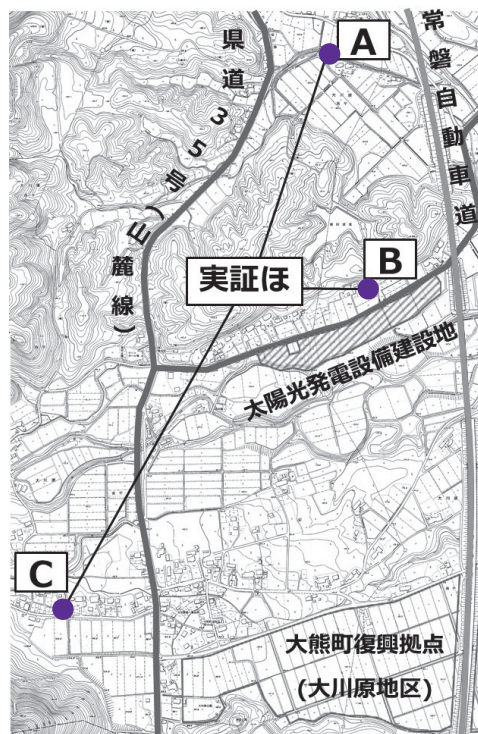 A
県道35号(山麓線)
常磐自動車道
実証ほ
B
太陽光発電設備建設地
C
大熊町復興拠点
(大川原地区)